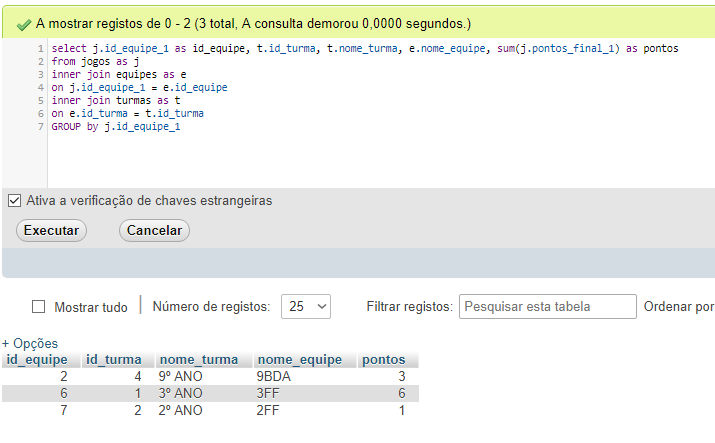 A mostrar registos de 0 - 2 (3 total, A consulta demorou 0,0000 segundos.)
1 select j.id_equipe_1 as id_equipe, t.id_turma, t.nome_turma, e.nome_equipe, sum(j.pontos_final_1) as pontos
2 from jogos as j
3 inner join equipes as e
4 on j.id_equipe_1 = e.id_equipe
5 inner join turmas as t
6 on e.id_turma = t.id_turma
7 GROUP by j.id_equipe_1
Ativa a verificação de chaves estrangeiras
Executar Cancelar
Mostrar tudo Número de registos: 25 Filtrar registos: Pesquisar esta tabela Ordenar por
+ Opções
id_equipe id_turma nome_turma nome_equipe pontos
2 4 9º ANO 9BDA 3
6 1 3º ANO 3FF 6
7 2 2º ANO 2FF 1